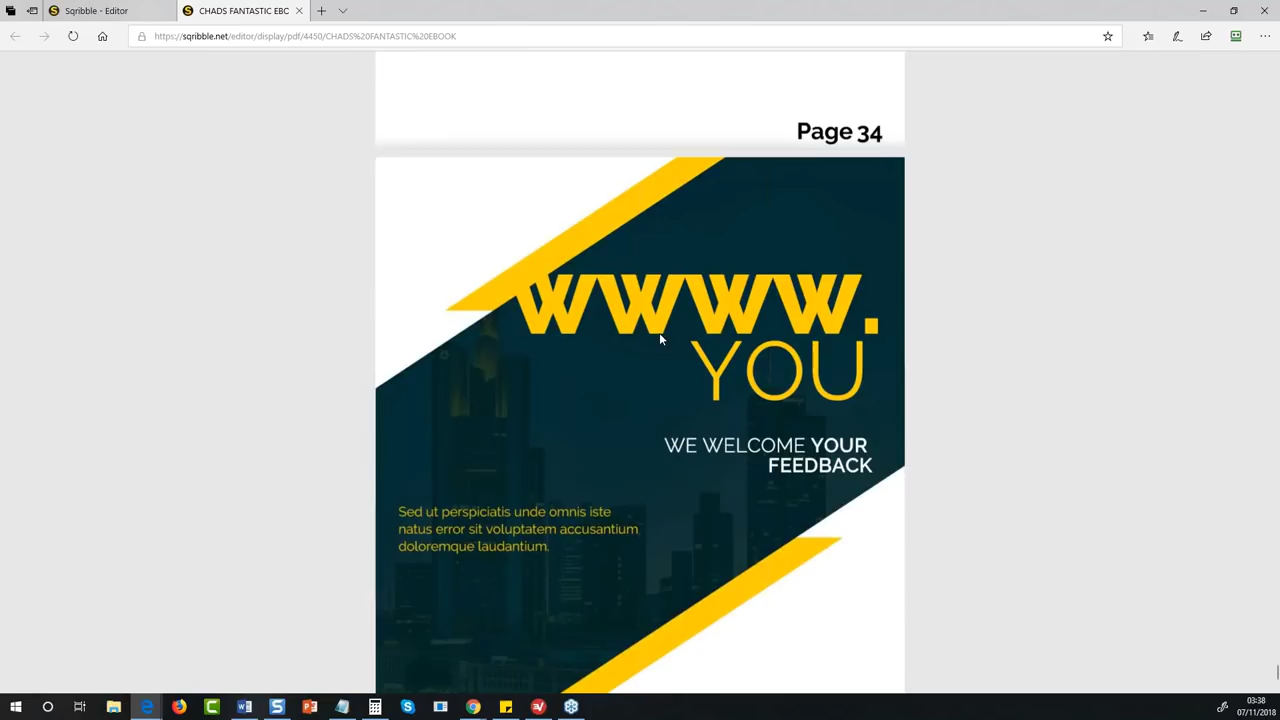 Sqribble - Editor
CHADS FANTASTIC EBC
https://sqribble.net/editor/display/pdf/4450/CHADS%20FANTASTIC%20EBOOK
Page 34
WWWW.
YOU
WE WELCOME YOUR
FEEDBACK
Sed ut perspiciatis unde omnis iste
natus error sit voluptatem accusantium
doloremque laudantium.
03:38
07/11/2018